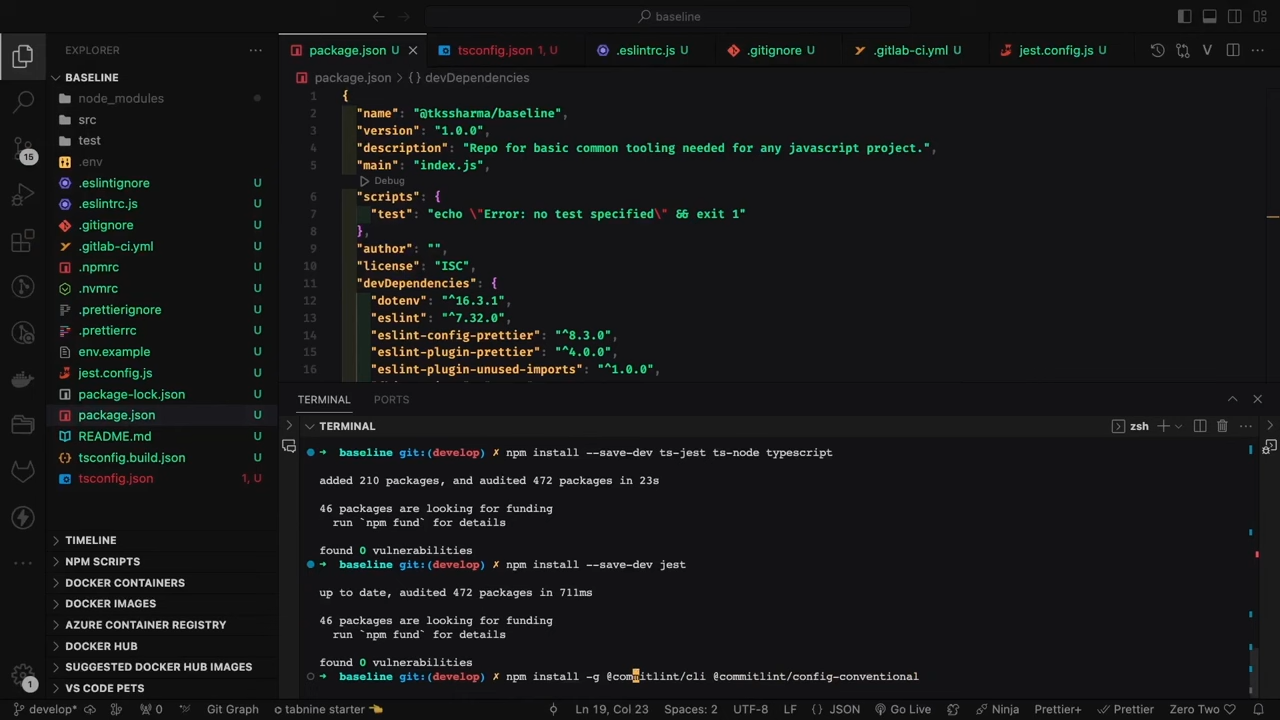 baseline
EXPLORER
package.json U
tsconfig.json 1, U
.eslintrc.js U
.gitignore U
.gitlab-ci.yml U
jest.config.js U
package.json > {} devDependencies
BASELINE
node_modules
src
test
.env
.eslintignore U
.eslintrc.js U
.gitignore U
.gitlab-ci.yml U
.npmrc U
.nvmrc U
.prettierignore U
.prettierrc U
env.example U
jest.config.js U
package-lock.json U
package.json U
README.md U
tsconfig.build.json U
tsconfig.json 1, U
TIMELINE
NPM SCRIPTS
DOCKER CONTAINERS
DOCKER IMAGES
AZURE CONTAINER REGISTRY
DOCKER HUB
SUGGESTED DOCKER HUB IMAGES
VS CODE PETS
15
1
1 {
2 "name": "@tkssharma/baseline",
3 "version": "1.0.0",
4 "description": "Repo for basic common tooling needed for any javascript project.",
5 "main": "index.js",
Debug
6 "scripts": {
7 "test": "echo \"Error: no test specified\" && exit 1"
8 },
9 "author": "",
10 "license": "ISC",
11 "devDependencies": {
12 "dotenv": "^16.3.1",
13 "eslint": "^7.32.0",
14 "eslint-config-prettier": "^8.3.0",
15 "eslint-plugin-prettier": "^4.0.0",
16 "eslint-plugin-unused-imports": "^1.0.0",
TERMINAL PORTS
TERMINAL
zsh
➜ baseline git:(develop) ✗ npm install --save-dev ts-jest ts-node typescript
added 210 packages, and audited 472 packages in 23s
46 packages are looking for funding
run `npm fund` for details
found 0 vulnerabilities
➜ baseline git:(develop) ✗ npm install --save-dev jest
up to date, audited 472 packages in 711ms
46 packages are looking for funding
run `npm fund` for details
found 0 vulnerabilities
➜ baseline git:(develop) ✗ npm install -g @commitlint/cli @commitlint/config-conventional
develop* 0 Git Graph tabnine starter Ln 19, Col 23 Spaces: 2 UTF-8 LF {} JSON Go Live Ninja Prettier+ Prettier Zero Two